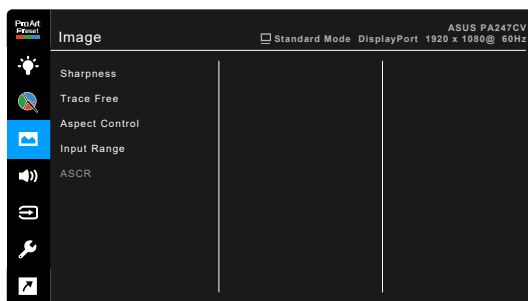 ProArt
Preset
Image
ASUS PA247CV
Standard Mode DisplayPort 1920 x 1080@ 60Hz
Sharpness
Trace Free
Aspect Control
Input Range
ASCR